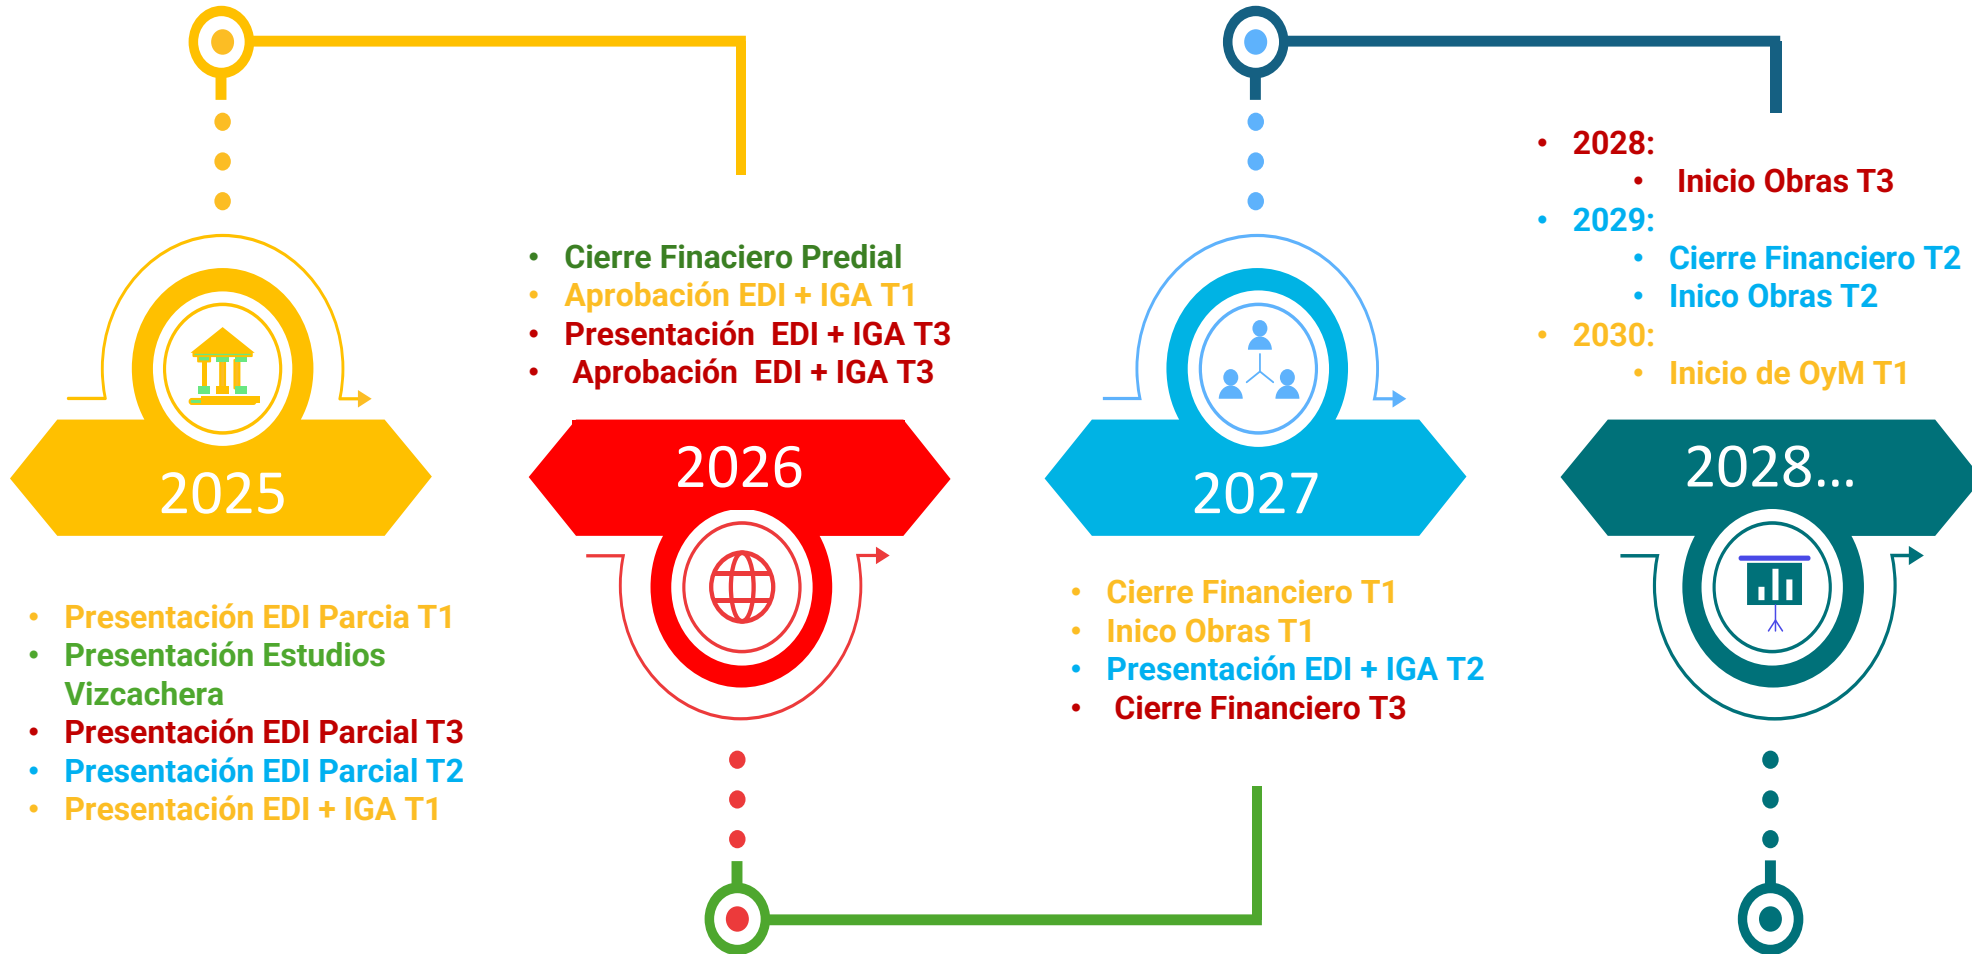 2025
• Presentación EDI Parcia T1
• Presentación Estudios
Vizcachera
• Presentación EDI Parcial T3
• Presentación EDI Parcial T2
• Presentación EDI + IGA T1
• Cierre Finaciero Predial
• Aprobación EDI + IGA T1
• Presentación EDI + IGA T3
• Aprobación EDI + IGA T3
2026
2027
• Cierre Financiero T1
• Inico Obras T1
• Presentación EDI + IGA T2
• Cierre Financiero T3
• 2028:
• Inicio Obras T3
• 2029:
• Cierre Financiero T2
• Inico Obras T2
• 2030:
• Inicio de OyM T1
2028...